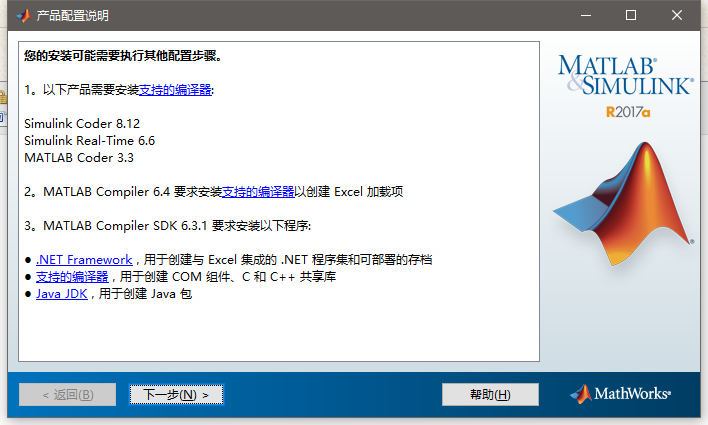 产品配置说明
您的安装可能需要执行其他配置步骤。
1。以下产品需要安装支持的编译器:
Simulink Coder 8.12
Simulink Real-Time 6.6
MATLAB Coder 3.3
2。MATLAB Compiler 6.4 要求安装支持的编译器以创建 Excel 加载项
3。MATLAB Compiler SDK 6.3.1 要求安装以下程序:
● .NET Framework，用于创建与 Excel 集成的 .NET 程序集和可部署的存档
● 支持的编译器，用于创建 COM 组件、C 和 C++ 共享库
● Java JDK，用于创建 Java 包
MATLAB®
&SIMULINK®
R2017a
®
< 返回(B)
下一步(N) >
帮助(H)
MathWorks®